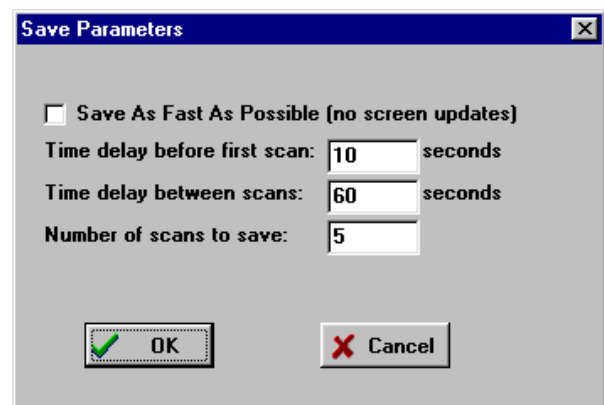 Save Parameters
Save As Fast As Possible (no screen updates)
Time delay before first scan: 10 seconds
Time delay between scans: 60 seconds
Number of scans to save: 5
OK Cancel